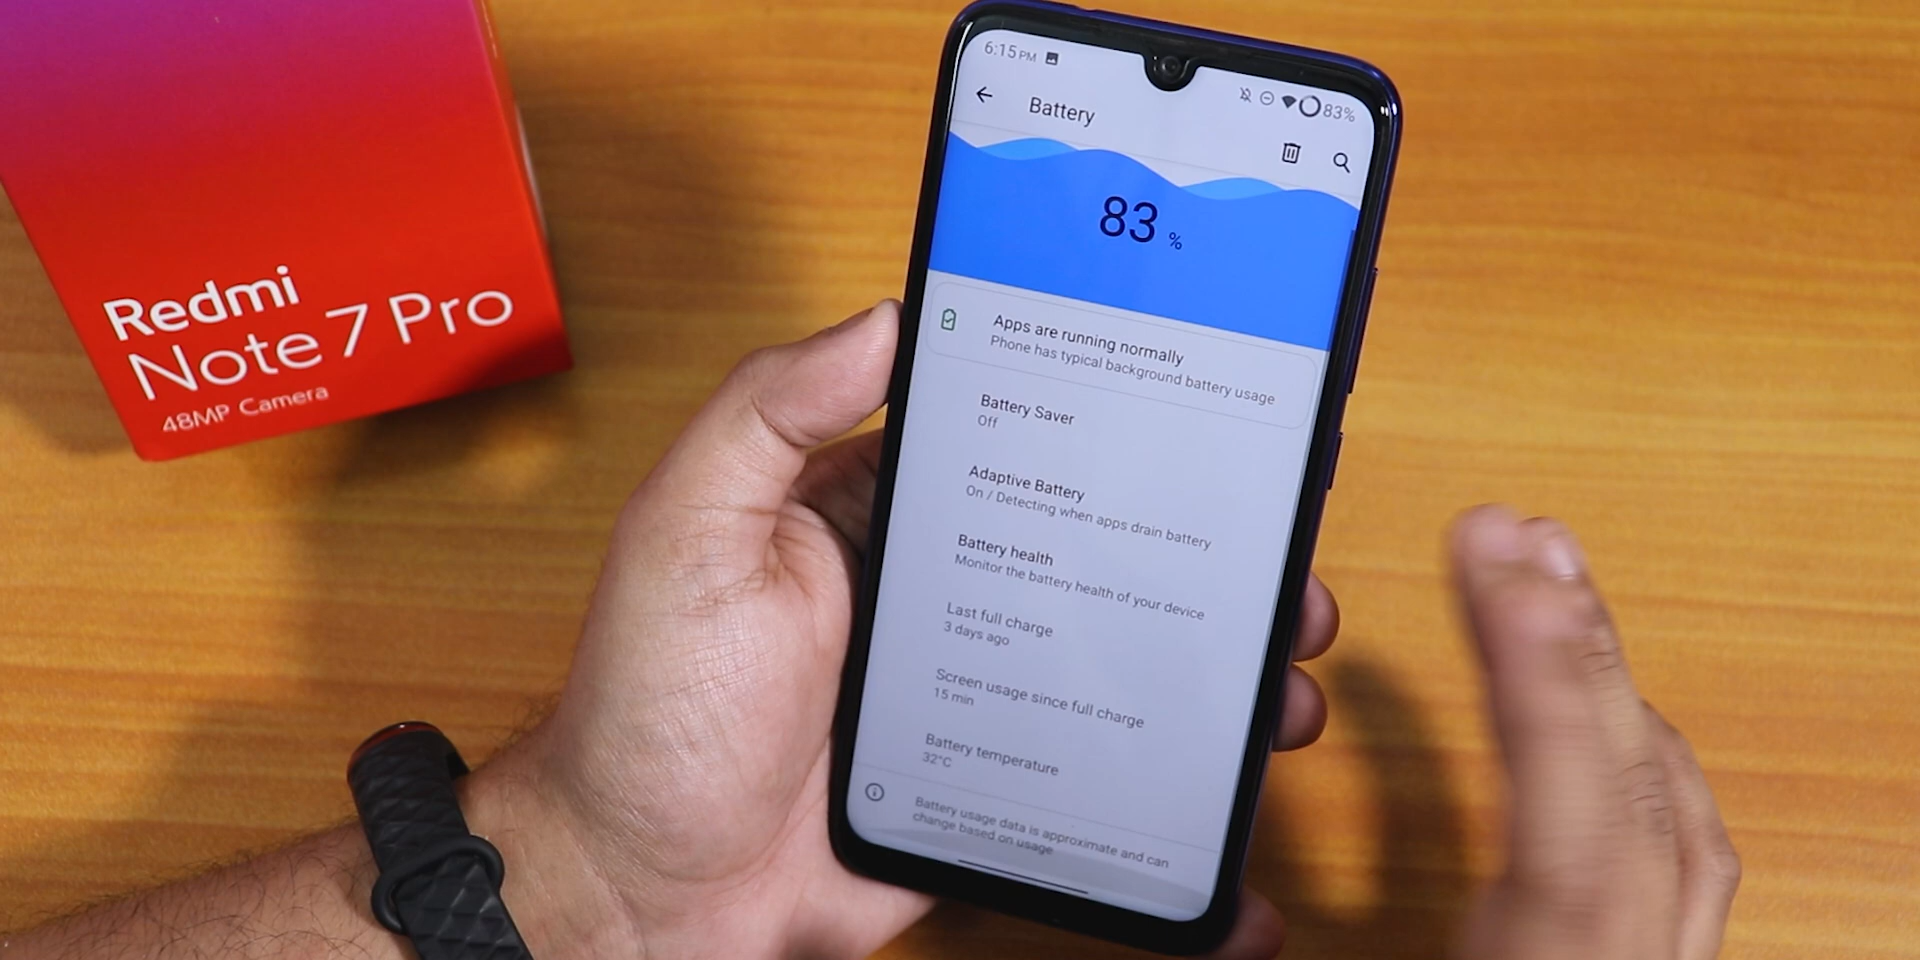 Redmi
Note 7 Pro
48MP Camera
6:15 PM
83%
Battery
83 %
Apps are running normally
Phone has typical background battery usage
Battery Saver
Off
Adaptive Battery
On / Detecting when apps drain battery
Battery health
Monitor the battery health of your device
Last full charge
3 days ago
Screen usage since full charge
15 min
Battery temperature
32°C
Battery usage data is approximate and can
change based on usage